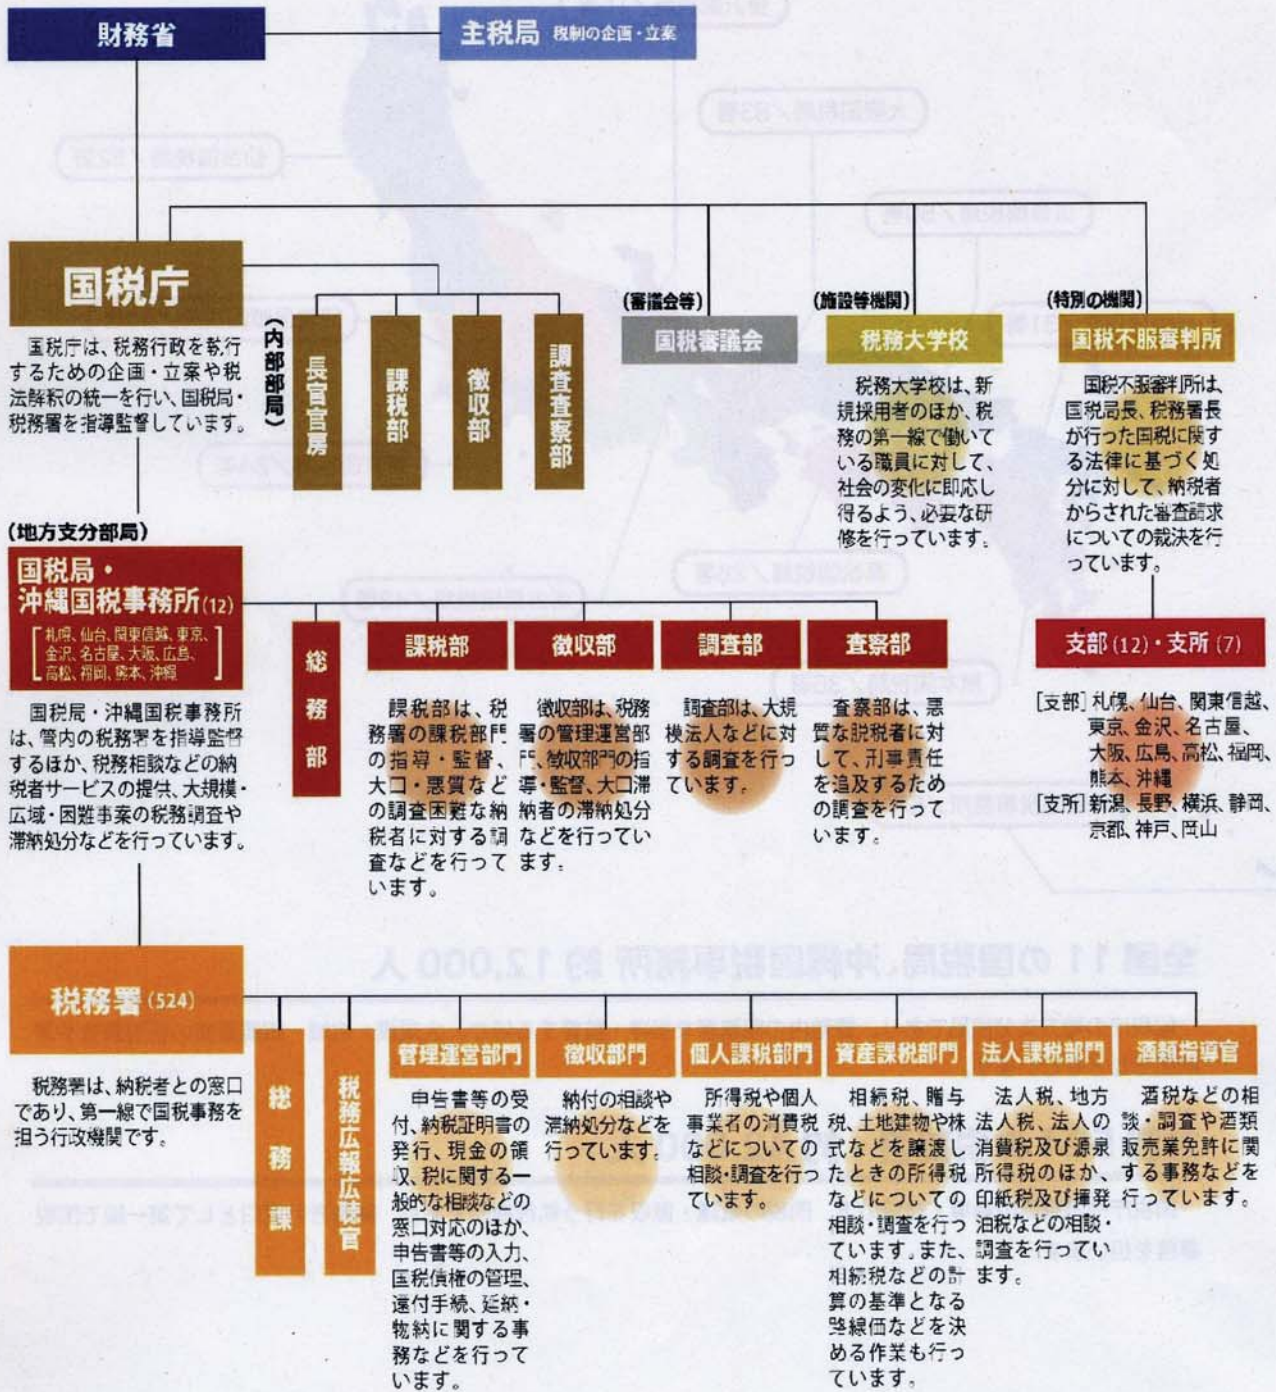 財務省
主税局 税制の企画・立案
国税庁
国税庁は、税務行政を執行
するための企画・立案や税
法解釈の統一を行い、国税局・
税務署を指導監督しています。
(内部部局)
長官官房
課税部
徴収部
調査査察部
(審議会等)
国税審議会
(施設等機関)
税務大学校
税務大学校は、新
規採用者のほか、税
務の第一線で働いて
いる職員に対して、
社会の変化に即応し
得るよう、必要な研
修を行っています。
(特別の機関)
国税不服審判所
国税不服審判所は、
国税局長、税務署長
が行った国税に関す
る法律に基づく処
分に対して、納税者
からされた審査請求
についての裁決を行
っています。
(地方支分部局)
国税局・
沖縄国税事務所(12)
[札幌、仙台、関東信越、東京、
金沢、名古屋、大阪、広島、
高松、福岡、熊本、沖縄]
国税局・沖縄国税事務所
は、管内の税務署を指導監督
するほか、税務相談などの納
税者サービスの提供、大規模・
広域・困難事案の税務調査や
滞納処分などを行っています。
総務部
課税部
課税部は、税
務署の課税部門
の指導・監督、
大口・悪質など
の調査困難な納
税者に対する調
査などを行って
います。
徴収部
徴収部は、税務
署の管理運営部
門、徴収部門の指
導・監督、大口滞
納者の滞納処分
などを行っていま
す。
調査部
調査部は、大規
模法人などに対
する調査を行っ
ています。
査察部
査察部は、悪
質な脱税者に対
して、刑事責任
を追及するため
の調査を行って
います。
支部(12)・支所(7)
[支部]札幌、仙台、関東信越、
東京、金沢、名古屋、
大阪、広島、高松、福岡、
熊本、沖縄
[支所]新潟、長野、横浜、静岡、
京都、神戸、岡山
税務署(524)
税務署は、納税者との窓口
であり、第一線で国税事務を
担う行政機関です。
総務課
税務広報広聴官
管理運営部門
申告書等の受
付、納税証明書の
発行、現金の領
収、税に関する一
般的な相談などの
窓口対応のほか、
申告書等の入力、
国税債権の管理、
還付手続、延納・
物納に関する事
務などを行って
います。
徴収部門
納付の相談や
滞納処分などを
行っています。
個人課税部門
所得税や個人
事業者の消費税
などについての
相談・調査を行っ
ています。
資産課税部門
相続税、贈与
税、土地建物や株
式などを譲渡し
たときの所得税
などについての
相談・調査を行っ
ています。また、
相続税などの計
算の基準となる
路線価などを決
める作業も行っ
ています。
法人課税部門
法人税、地方
法人税、法人の
消費税及び源泉
所得税のほか、
印紙税及び揮発
油税などの相談・
調査を行ってい
ます。
酒類指導官
酒税などの相
談・調査や酒類
販売業免許に関
する事務などを
行っています。